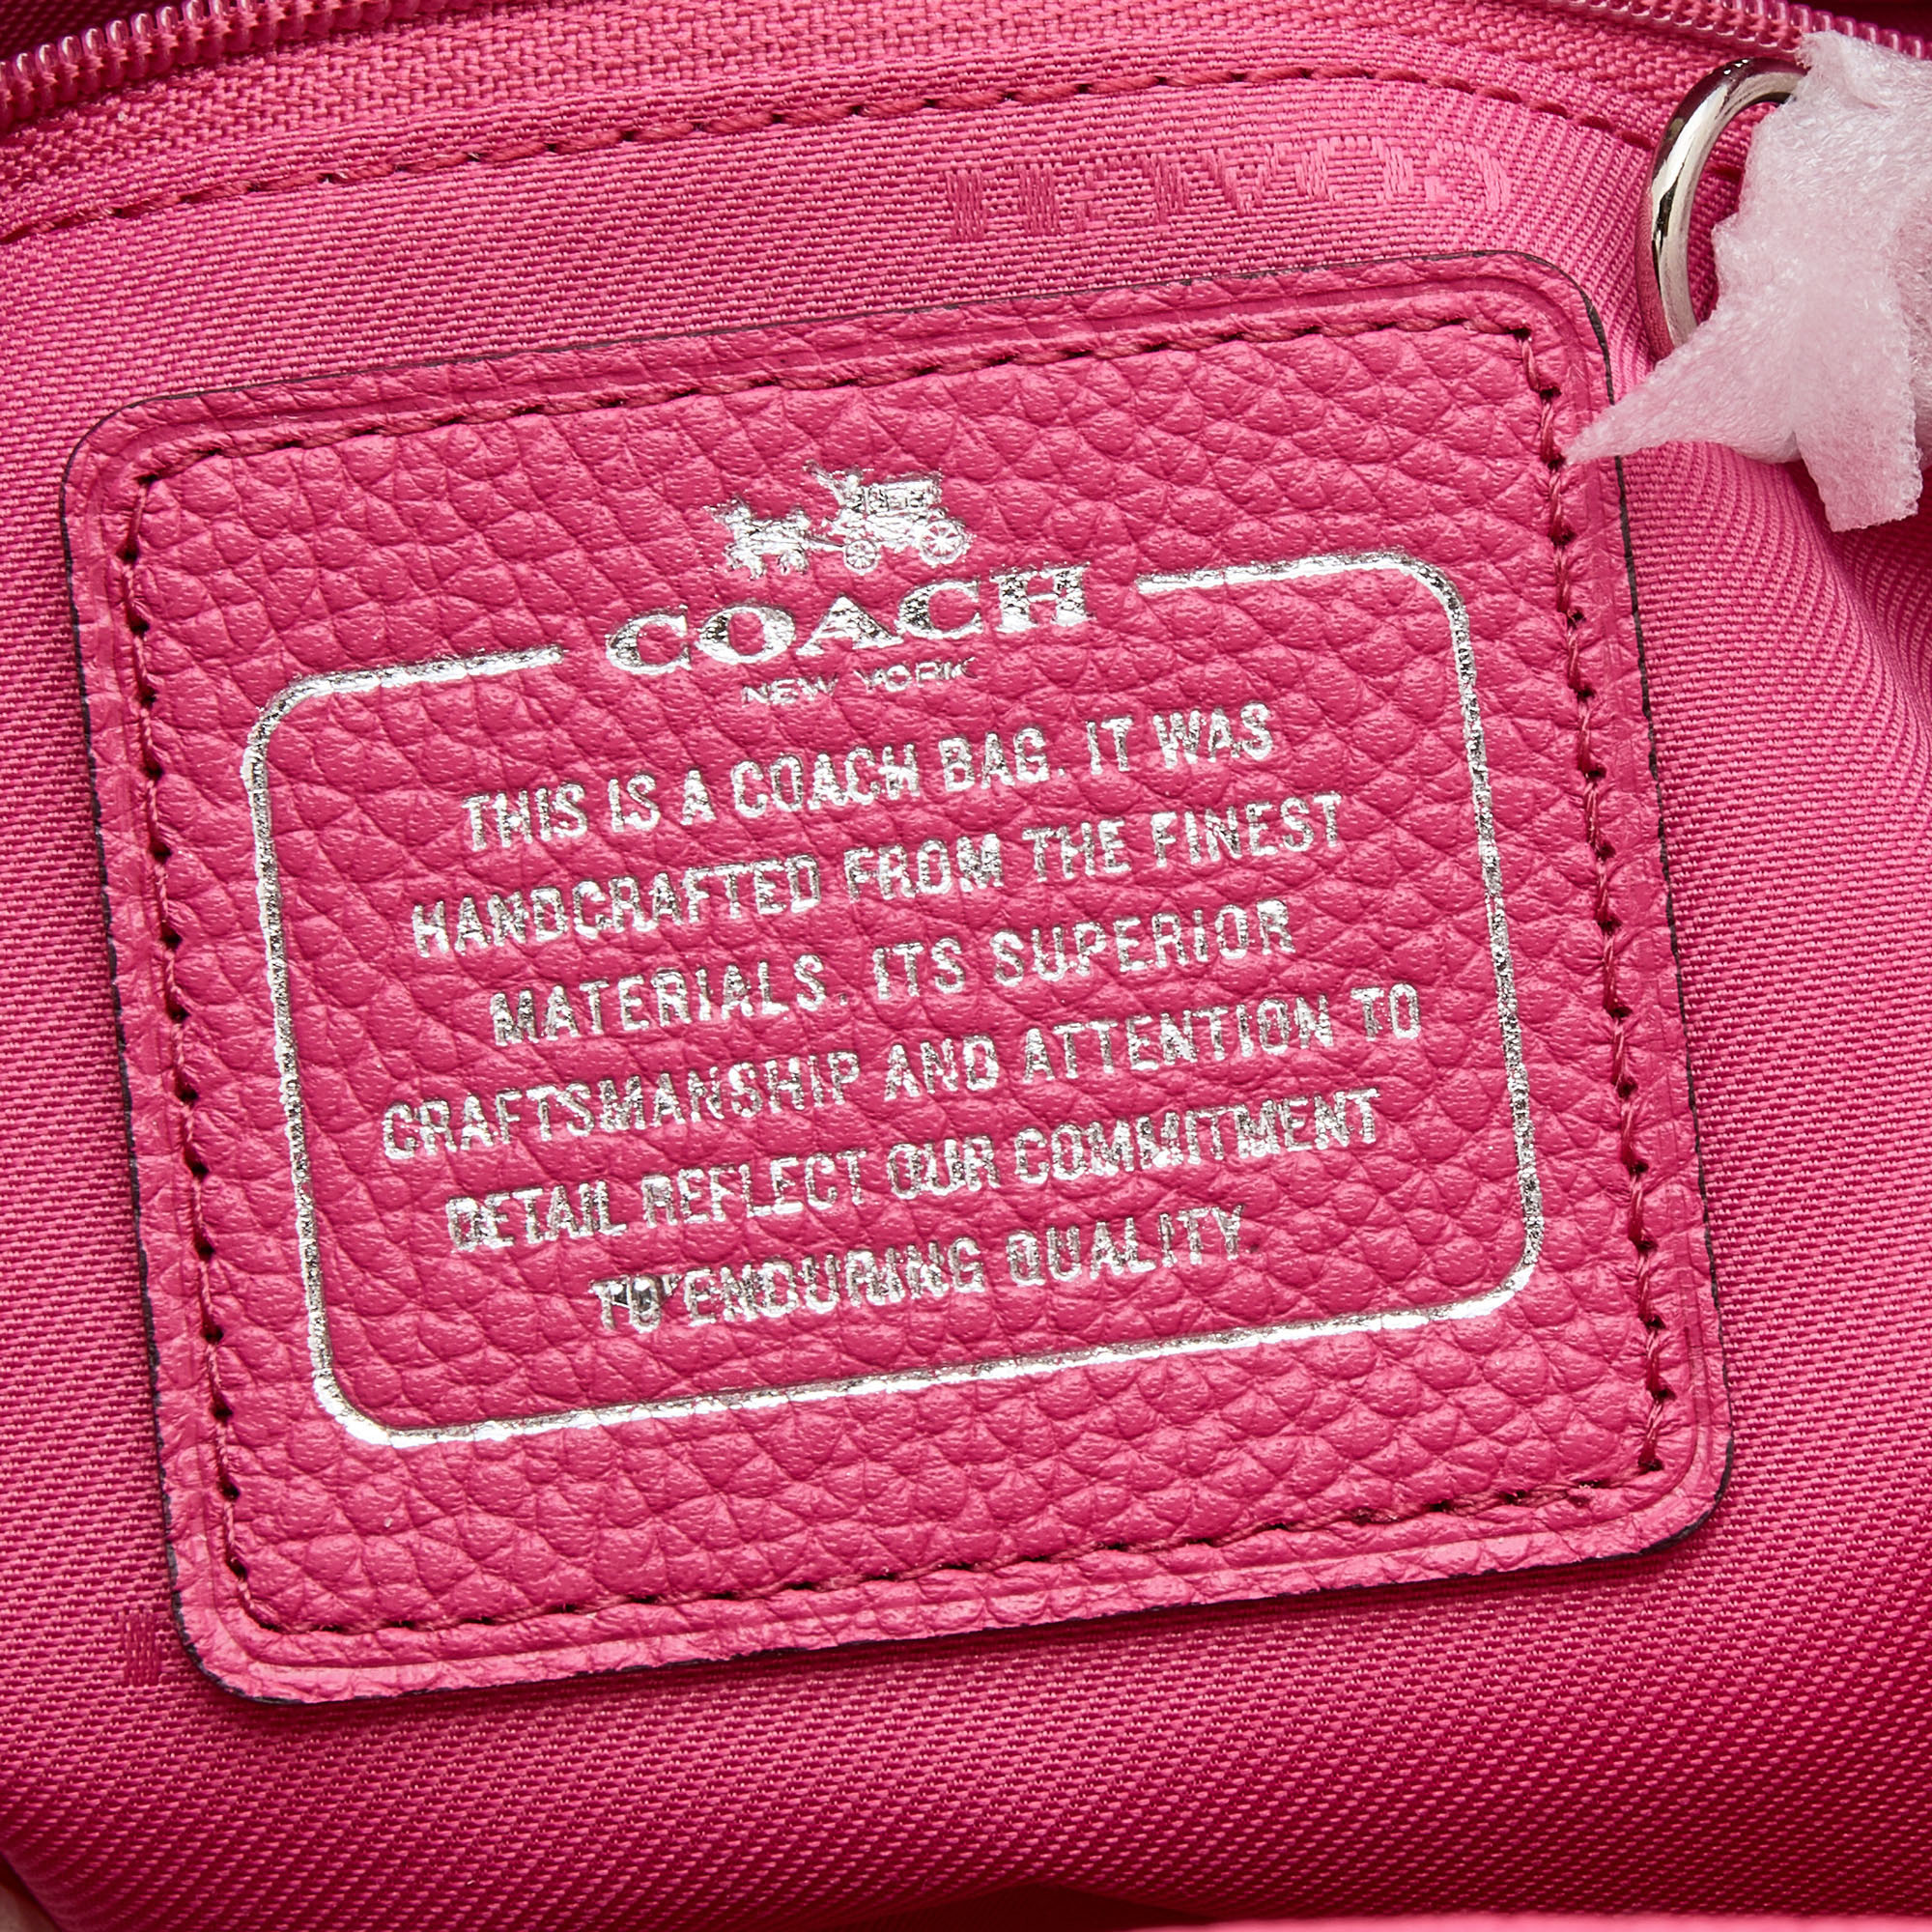 COACH
COACH
NEW YORK
THIS IS A COACH BAG. IT WAS
HANDCRAFTED FROM THE FINEST
MATERIALS. ITS SUPERIOR
CRAFTSMANSHIP AND ATTENTION TO
DETAIL REFLECT OUR COMMITMENT
TO ENDURING QUALITY.